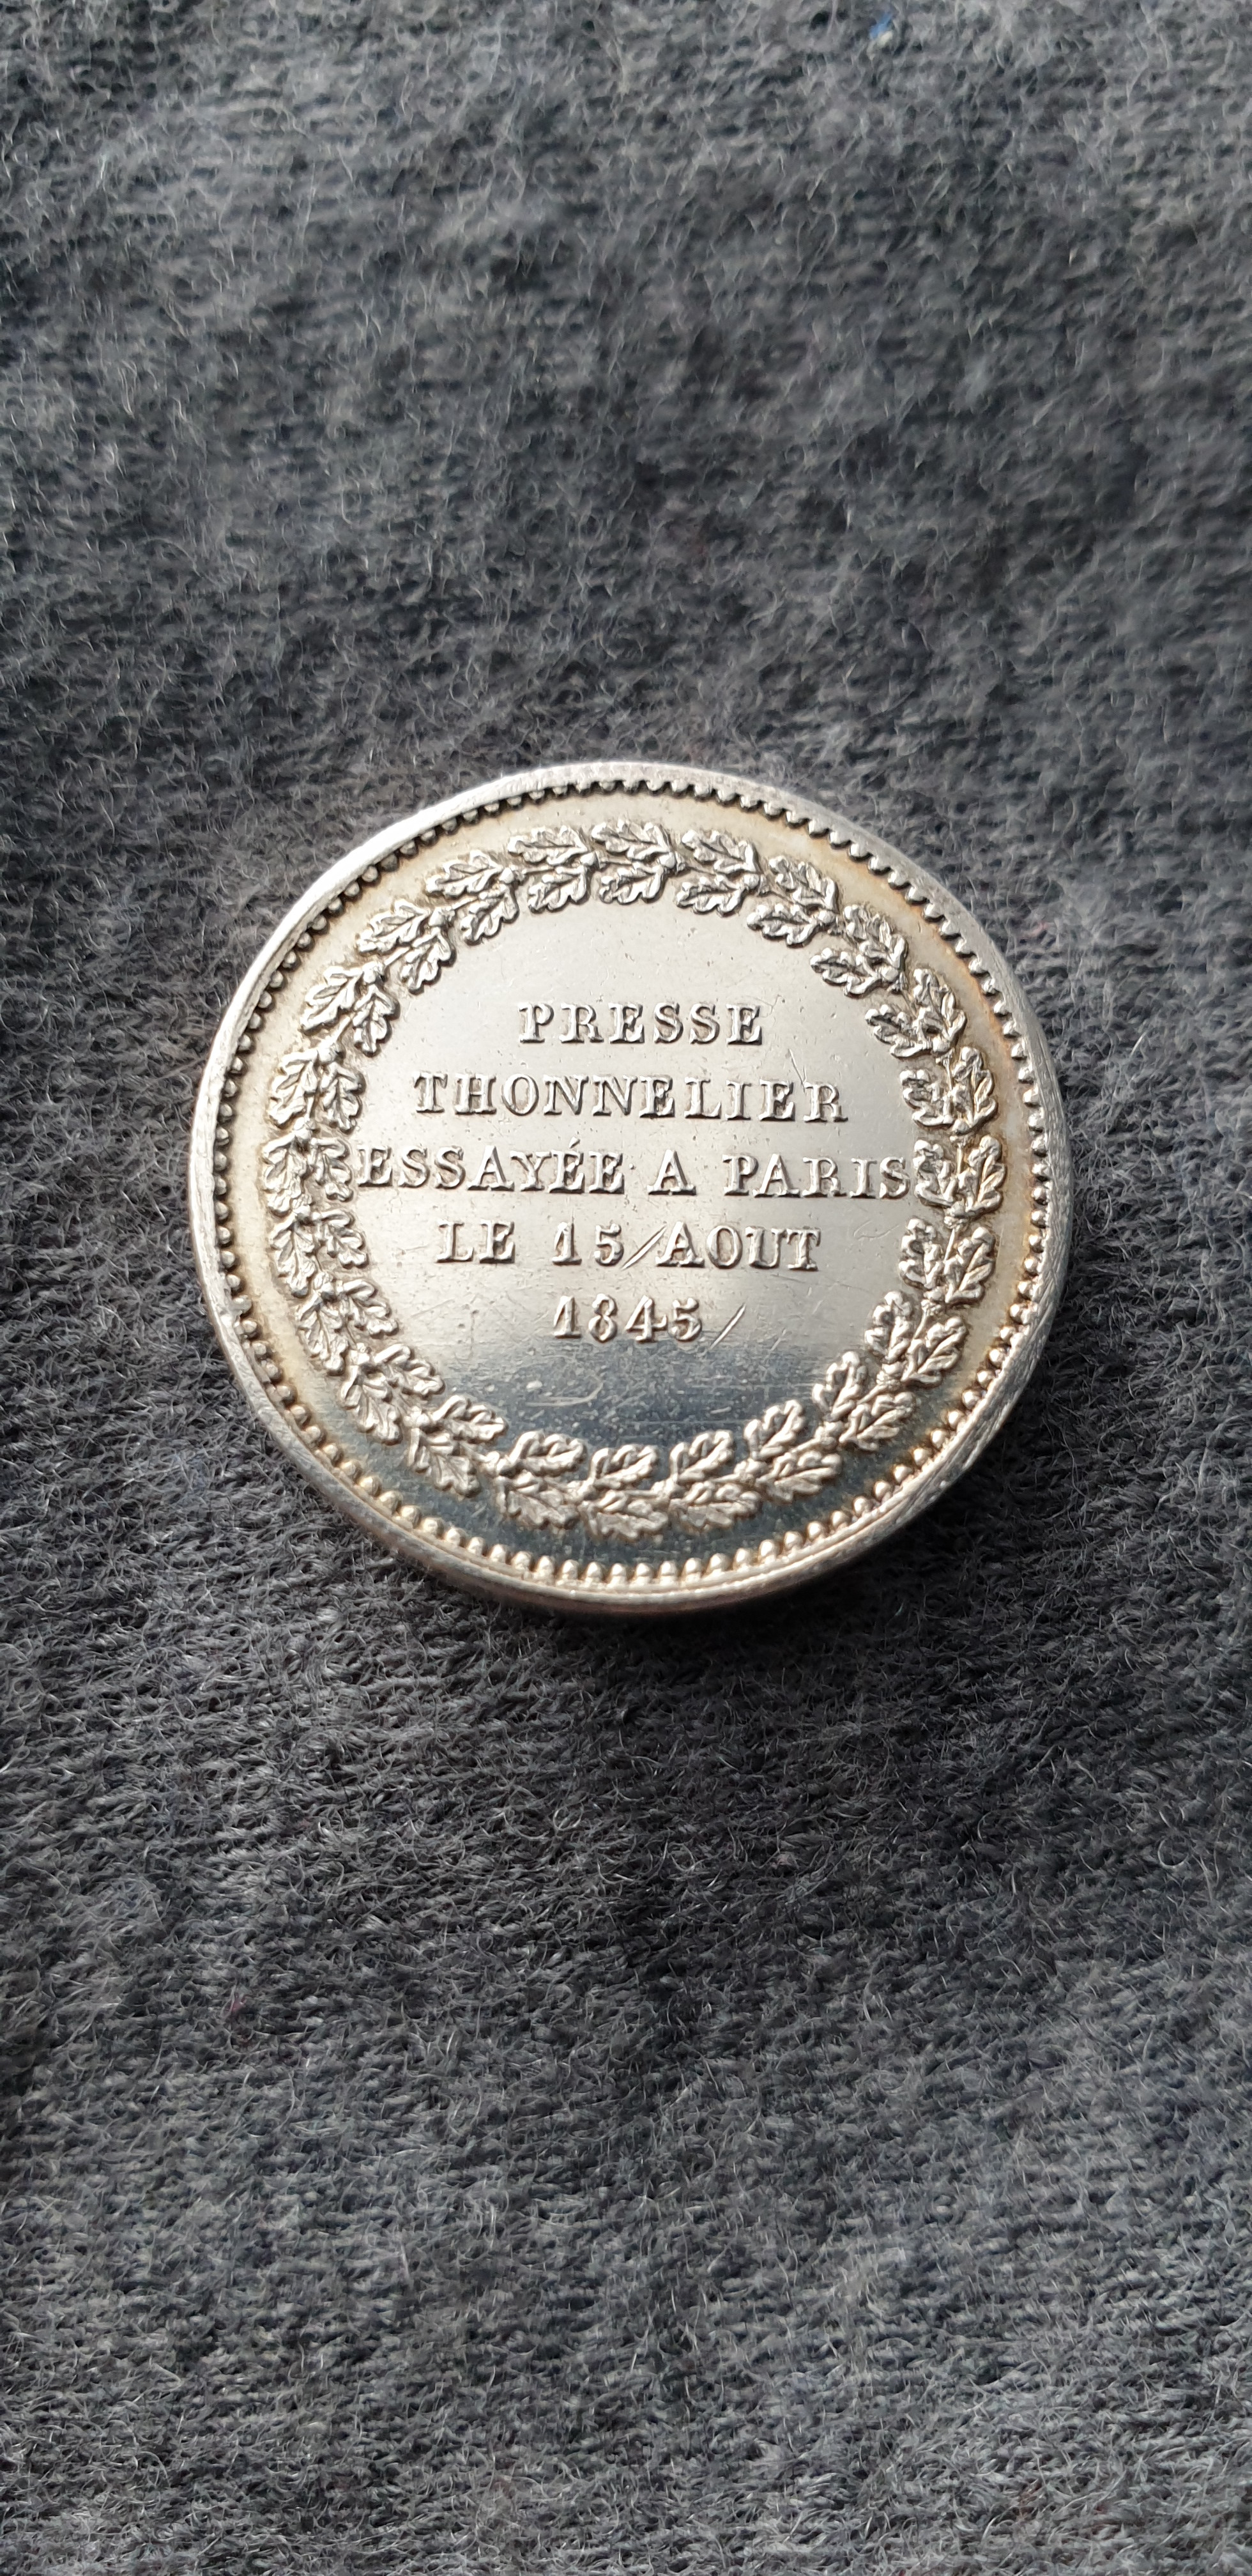 PRESSE
THONNELIER
ESSAYÉE A PARIS
LE 15 AOUT
1845